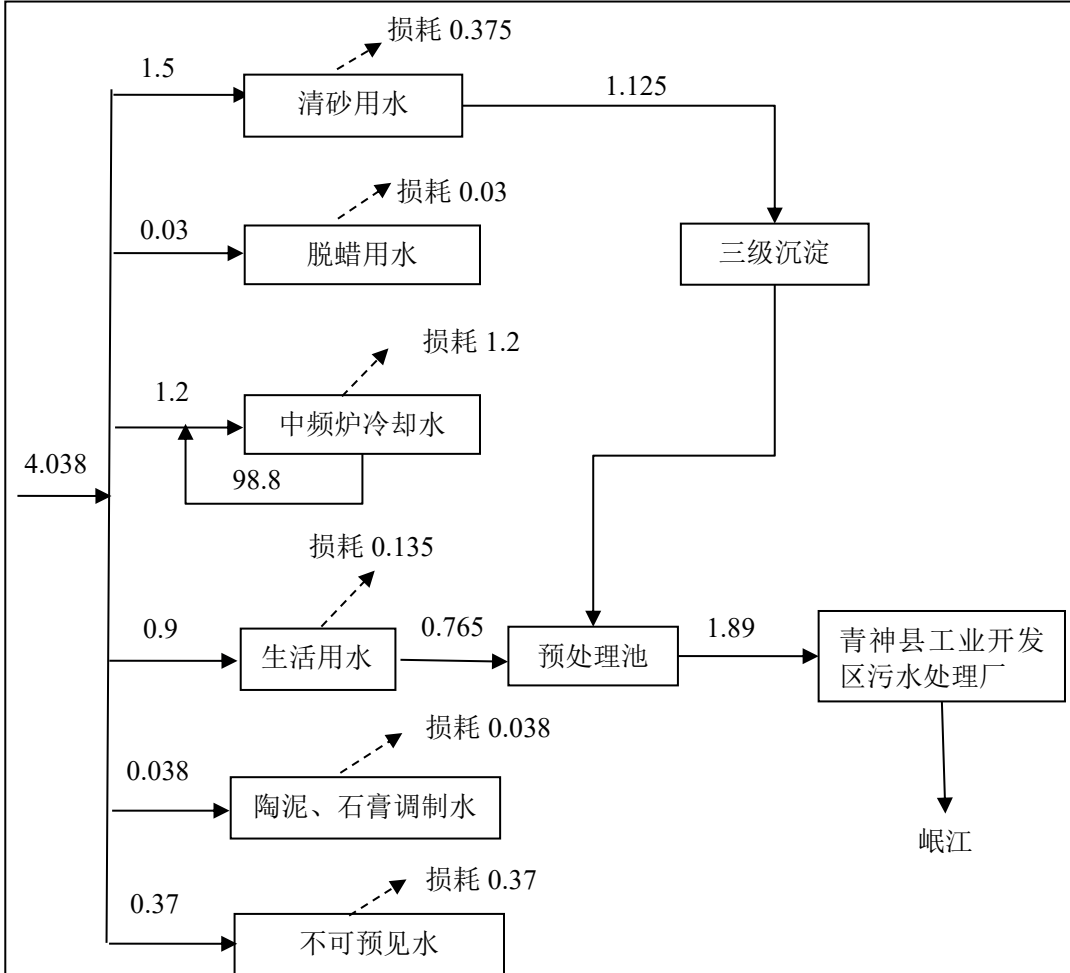 损耗 0.375
1.5
清砂用水
1.125
损耗 0.03
0.03
脱蜡用水
三级沉淀
损耗 1.2
1.2
中频炉冷却水
98.8
4.038
损耗 0.135
0.9
生活用水
0.765
预处理池
1.89
青神县工业开发
区污水处理厂
损耗 0.038
0.038
陶泥、石膏调制水
岷江
损耗 0.37
0.37
不可预见水